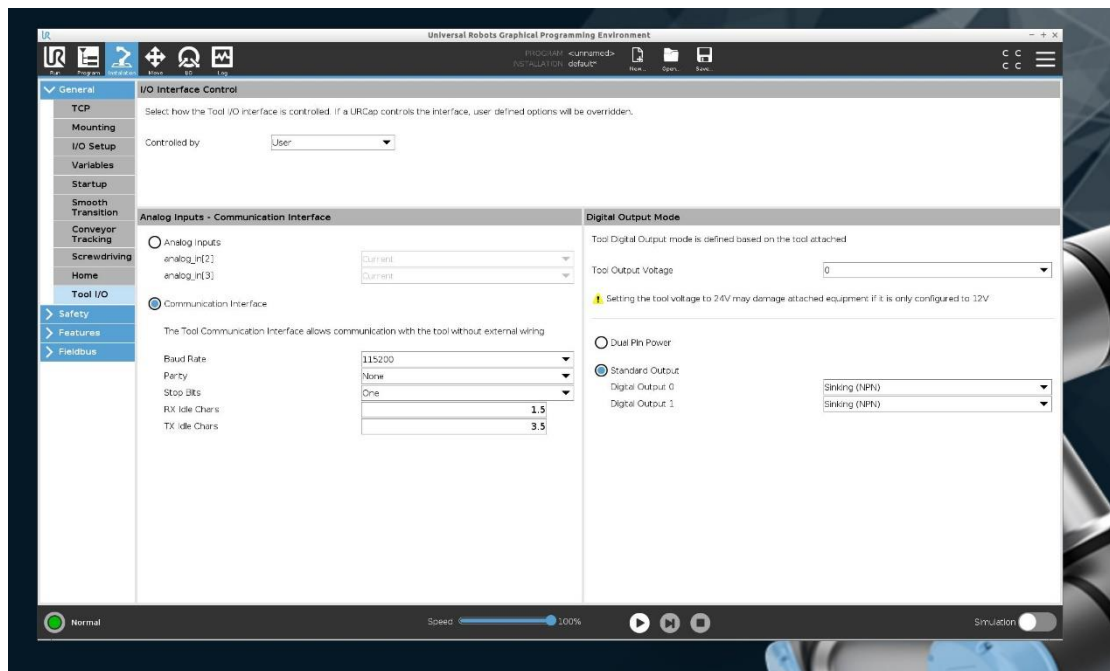 UR
Universal Robots Graphical Programming Environment
Run
Program
Installation
Move
I/O
Log
PROGRAM <unnamed>
INSTALLATION default*
New...
Open...
Save...
C C
C C
General
TCP
Mounting
I/O Setup
Variables
Startup
Smooth
Transition
Conveyor
Tracking
Screwdriving
Home
Tool I/O
Safety
Features
Fieldbus
I/O Interface Control
Select how the Tool I/O interface is controlled. If a URCap controls the interface, user defined options will be overridden.
Controlled by User
Analog Inputs - Communication Interface
Analog Inputs
analog_in[2] Current
analog_in[3] Current
Communication Interface
The Tool Communication Interface allows communication with the tool without external wiring
Baud Rate 115200
Parity None
Stop Bits One
RX Idle Chars 1.5
TX Idle Chars 3.5
Digital Output Mode
Tool Digital Output mode is defined based on the tool attached
Tool Output Voltage 0
Setting the tool voltage to 24V may damage attached equipment if it is only configured to 12V
Dual Pin Power
Standard Output
Digital Output 0 Sinking (NPN)
Digital Output 1 Sinking (NPN)
Normal
Speed 100%
Simulation